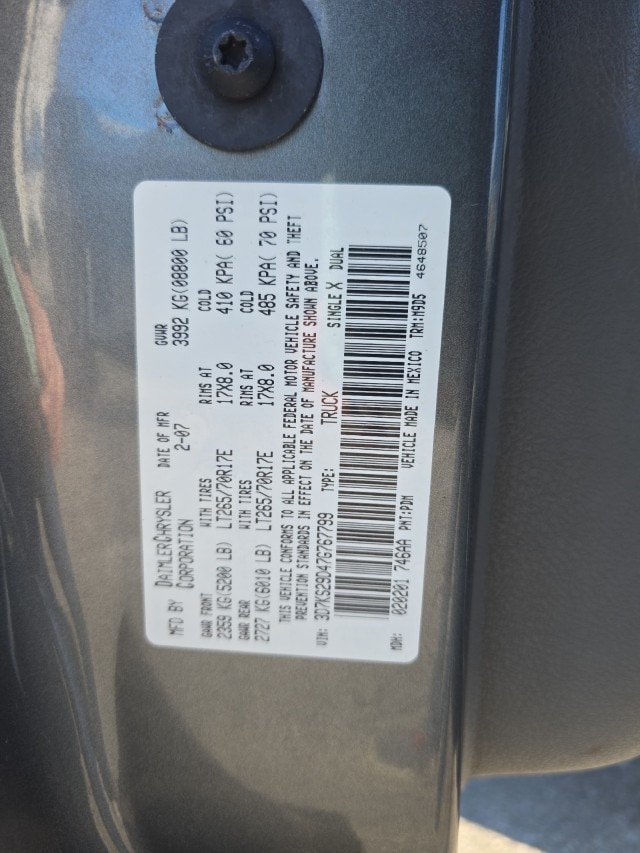 MFD BY DAIMLERCHRYSLER CORPORATION DATE OF MFR 2-07 GVWR 3992 KG(08800 LB)
GAWR FRONT WITH TIRES RIMS AT COLD
2359 KG(5200 LB) LT265/70R17E 17X8.0 410 KPA( 60 PSI)
GAWR REAR WITH TIRES RIMS AT COLD
2727 KG(6010 LB) LT265/70R17E 17X8.0 485 KPA( 70 PSI)
THIS VEHICLE CONFORMS TO ALL APPLICABLE FEDERAL MOTOR VEHICLE SAFETY AND THEFT
PREVENTION STANDARDS IN EFFECT ON THE DATE OF MANUFACTURE SHOWN ABOVE.
VIN: 3D7KS29D47G767799 TYPE: TRUCK SINGLE X DUAL
MDH: 020201 746AA PNT:PDM VEHICLE MADE IN MEXICO TRM:M9D5 4648507